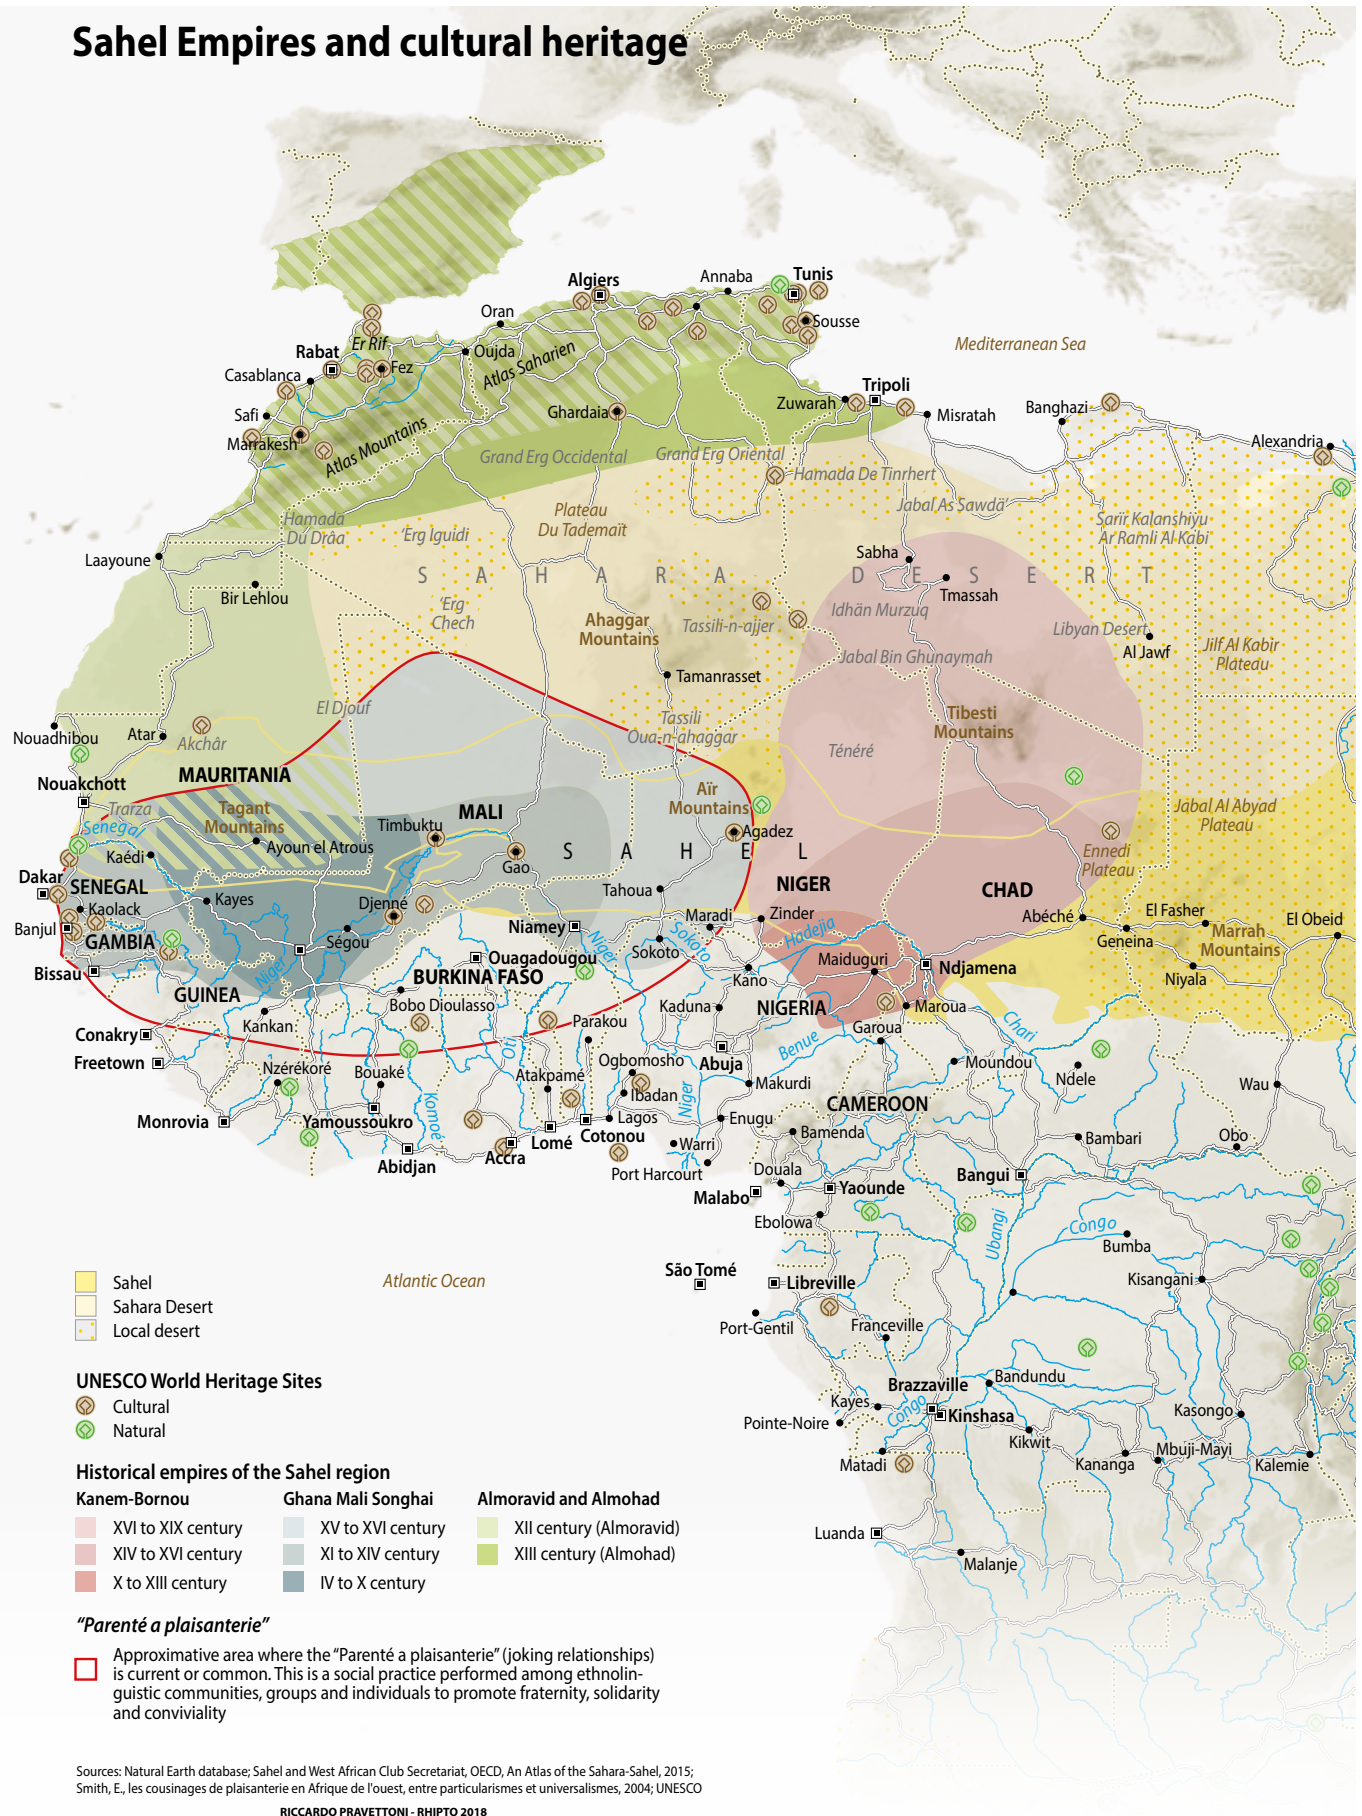 Sahel Empires and cultural heritage
Algiers
Annaba
Tunis
Oran
Sousse
Er Rif
Rabat
Oujda
Fez
Atlas Saharien
Mediterranean Sea
Casablanca
Tripoli
Safi
Ghardaia
Zuwarah
Misratah
Banghazi
Marrakesh
Atlas Mountains
Alexandria
Grand Erg Occidental
Grand Erg Oriental
Hamada De Tinrhert
Plateau
Du Tademaït
Jabal As Sawdā'
Hamada
Du Drâa
'Erg Iguidi
Sarīr Kalanshiyu
Ar Ramli Al Kabi
Laayoune
Sabha
SAHARA DESERT
Bir Lehlou
Tmassah
'Erg
Chech
Ahaggar
Mountains
Tassili-n-ajjer
Idhān Murzuq
Libyan Desert
Al Jawf
Jilf Al Kabir
Plateau
Jabal Bin Ghunaymah
Tamanrasset
El Djouf
Tassili
Oua-n-ahaggar
Tibesti
Mountains
Nouadhibou
Atar
Akchâr
Ténéré
MAURITANIA
Nouakchott
Trarza
Tagant
Mountains
MALI
Aïr
Mountains
Jabal Al Abyad
Plateau
Senegal
Timbuktu
Agadez
Kaédi
Ayoun el Atrous
Gao
SAHEL
Ennedi
Plateau
Dakar
SENEGAL
NIGER
CHAD
Kaolack
Kayes
Djenné
Tahoua
Banjul
GAMBIA
Ségou
Niamey
Maradi
Zinder
Hadejia
Abéché
El Fasher
El Obeid
Geneina
Marrah
Mountains
Niger
Sokoto
Sokoto
Bissau
Ouagadougou
Niger
Maiduguri
Ndjamena
Niyala
Kano
GUINEA
BURKINA FASO
Bobo Dioulasso
Kaduna
NIGERIA
Maroua
Kankan
Parakou
Garoua
Chari
Conakry
Freetown
Oti
Ogbomosho
Abuja
Benue
Moundou
Ndele
Nzérékoré
Bouaké
Atakpamé
Makurdi
Wau
Ibadan
Niger
CAMEROON
Monrovia
Yamoussoukro
Komoé
Lomé
Cotonou
Lagos
Enugu
Bamenda
Bambari
Obo
Abidjan
Accra
Warri
Port Harcourt
Douala
Bangui
Malabo
Yaounde
Ebolowa
Ubangi
Congo
Bumba
São Tomé
Libreville
Kisangani
Atlantic Ocean
Port-Gentil
Franceville
Brazzaville
Bandundu
Kayes
Congo
Kinshasa
Kasongo
Pointe-Noire
Kikwit
Mbuji-Mayi
Matadi
Kananga
Kalemie
Luanda
Malanje
Sahel
Sahara Desert
Local desert
UNESCO World Heritage Sites
Cultural
Natural
Historical empires of the Sahel region
Kanem-Bornou
XVI to XIX century
XIV to XVI century
X to XIII century
Ghana Mali Songhai
XV to XVI century
XI to XIV century
IV to X century
Almoravid and Almohad
XII century (Almoravid)
XIII century (Almohad)
“Parenté a plaisanterie”
Approximative area where the “Parenté a plaisanterie” (joking relationships)
is current or common. This is a social practice performed among ethnolin-
guistic communities, groups and individuals to promote fraternity, solidarity
and conviviality
Sources: Natural Earth database; Sahel and West African Club Secretariat, OECD, An Atlas of the Sahara-Sahel, 2015;
Smith, E., les cousinages de plaisanterie en Afrique de l'ouest, entre particularismes et universalismes, 2004; UNESCO
RICCARDO PRAVETTONI - RHIPTO 2018